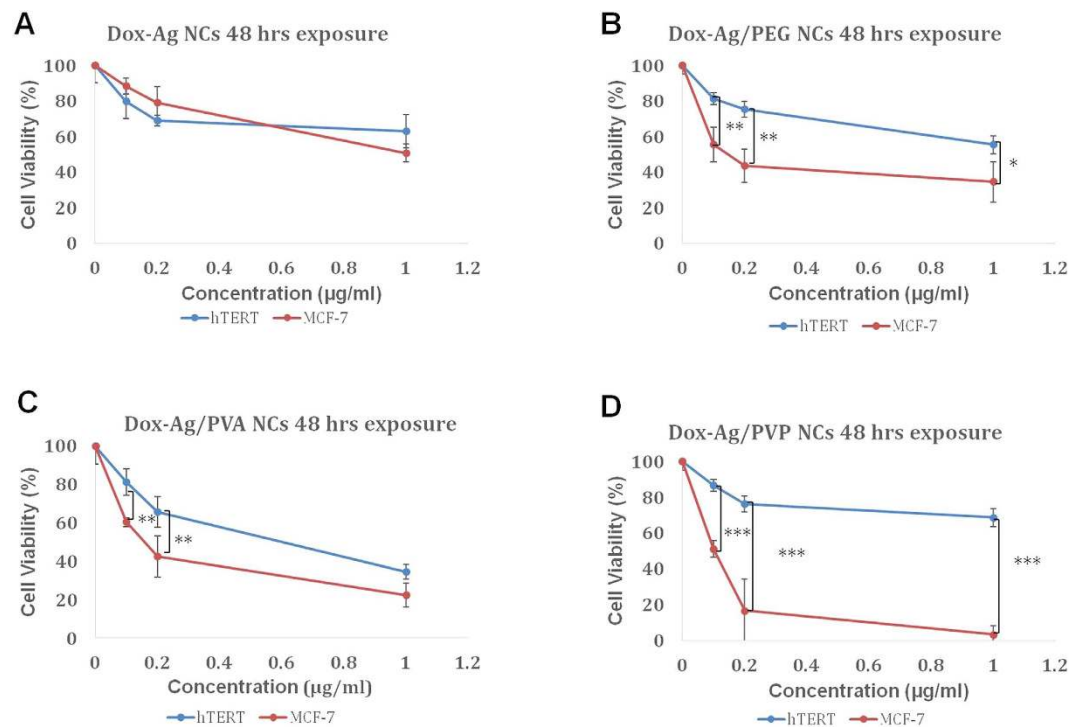 A
Dox-Ag NCs 48 hrs exposure
Cell Viability (%)
100
80
60
40
20
0
0 0.2 0.4 0.6 0.8 1 1.2
Concentration (µg/ml)
hTERT MCF-7
B
Dox-Ag/PEG NCs 48 hrs exposure
Cell Viability (%)
100
80
60
40
20
0
** ** *
0 0.2 0.4 0.6 0.8 1 1.2
Concentration (µg/ml)
hTERT MCF-7
C
Dox-Ag/PVA NCs 48 hrs exposure
Cell Viability (%)
100
80
60
40
20
0
** **
0 0.2 0.4 0.6 0.8 1 1.2
Concentration (µg/ml)
hTERT MCF-7
D
Dox-Ag/PVP NCs 48 hrs exposure
Cell Viability (%)
100
80
60
40
20
0
*** *** ***
0 0.2 0.4 0.6 0.8 1 1.2
Concentration (µg/ml)
hTERT MCF-7